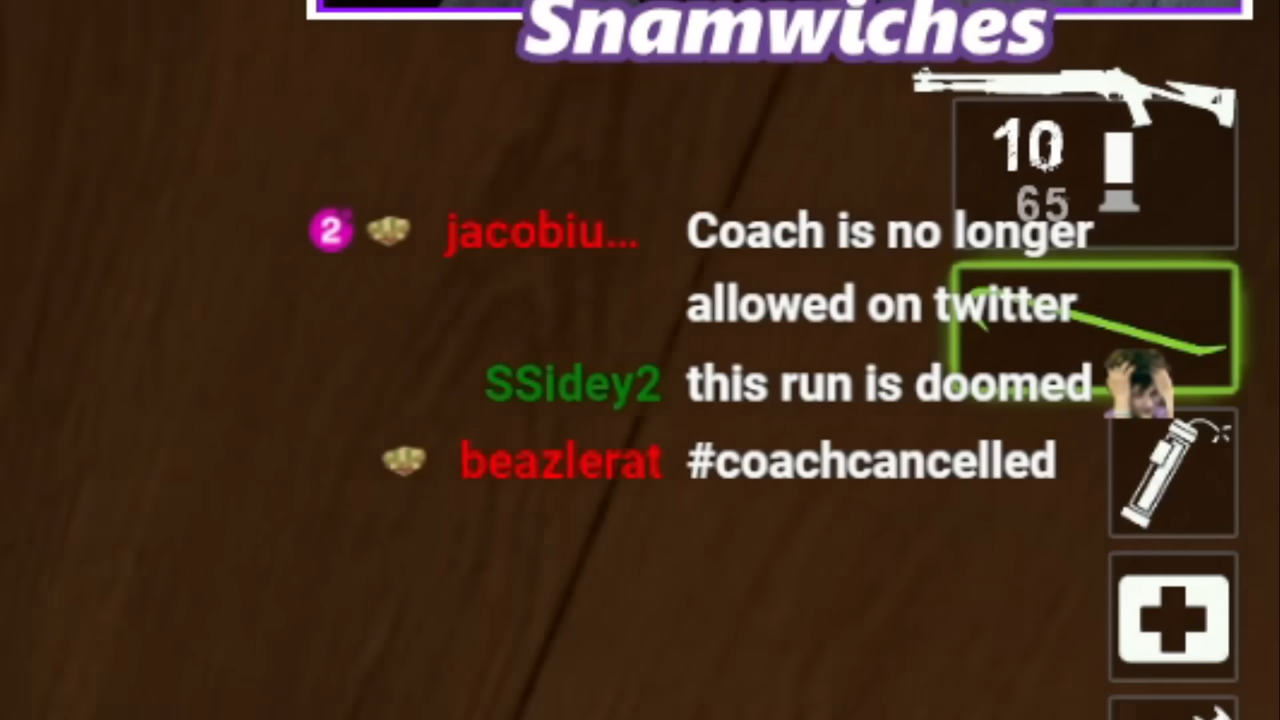 Snamwiches
10
65
2 jacobiu... Coach is no longer
allowed on twitter
SSidey2 this run is doomed
beazlerat #coachcancelled